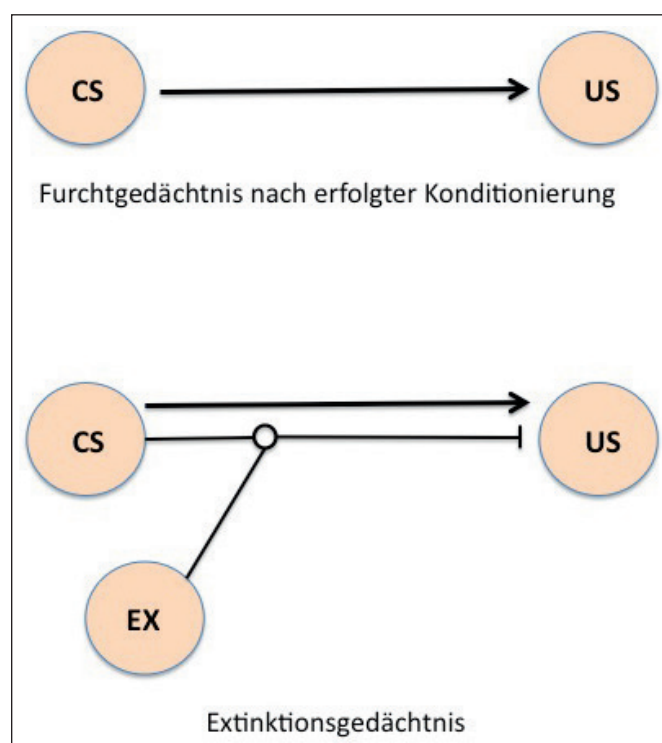 CS US
Furchtgedächtnis nach erfolgter Konditionierung
CS US
EX
Extinktionsgedächtnis